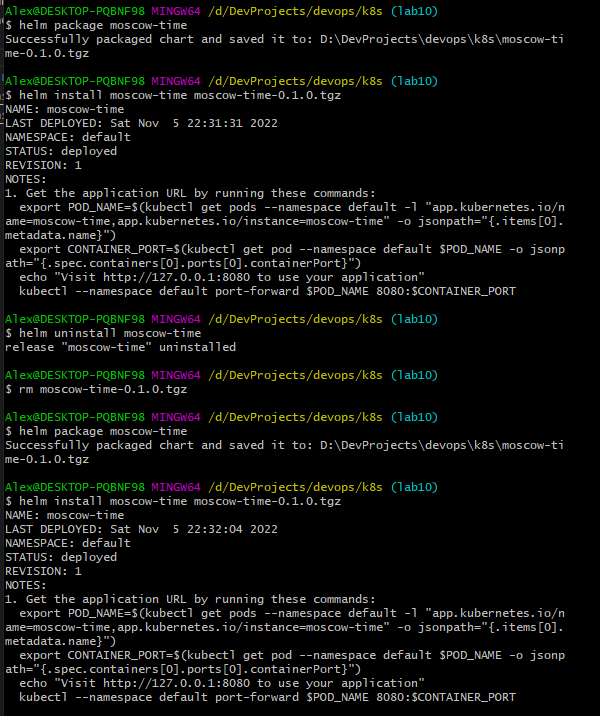 Alex@DESKTOP-PQBNF98 MINGW64 /d/DevProjects/devops/k8s (lab10)
$ helm package moscow-time
Successfully packaged chart and saved it to: D:\DevProjects\devops\k8s\moscow-ti
me-0.1.0.tgz
Alex@DESKTOP-PQBNF98 MINGW64 /d/DevProjects/devops/k8s (lab10)
$ helm install moscow-time moscow-time-0.1.0.tgz
NAME: moscow-time
LAST DEPLOYED: Sat Nov  5 22:31:31 2022
NAMESPACE: default
STATUS: deployed
REVISION: 1
NOTES:
1. Get the application URL by running these commands:
  export POD_NAME=$(kubectl get pods --namespace default -l "app.kubernetes.io/n
ame=moscow-time,app.kubernetes.io/instance=moscow-time" -o jsonpath="{.items[0].
metadata.name}")
  export CONTAINER_PORT=$(kubectl get pod --namespace default $POD_NAME -o jsonp
ath="{.spec.containers[0].ports[0].containerPort}")
  echo "Visit http://127.0.0.1:8080 to use your application"
  kubectl --namespace default port-forward $POD_NAME 8080:$CONTAINER_PORT
Alex@DESKTOP-PQBNF98 MINGW64 /d/DevProjects/devops/k8s (lab10)
$ helm uninstall moscow-time
release "moscow-time" uninstalled
Alex@DESKTOP-PQBNF98 MINGW64 /d/DevProjects/devops/k8s (lab10)
$ rm moscow-time-0.1.0.tgz
Alex@DESKTOP-PQBNF98 MINGW64 /d/DevProjects/devops/k8s (lab10)
$ helm package moscow-time
Successfully packaged chart and saved it to: D:\DevProjects\devops\k8s\moscow-ti
me-0.1.0.tgz
Alex@DESKTOP-PQBNF98 MINGW64 /d/DevProjects/devops/k8s (lab10)
$ helm install moscow-time moscow-time-0.1.0.tgz
NAME: moscow-time
LAST DEPLOYED: Sat Nov  5 22:32:04 2022
NAMESPACE: default
STATUS: deployed
REVISION: 1
NOTES:
1. Get the application URL by running these commands:
  export POD_NAME=$(kubectl get pods --namespace default -l "app.kubernetes.io/n
ame=moscow-time,app.kubernetes.io/instance=moscow-time" -o jsonpath="{.items[0].
metadata.name}")
  export CONTAINER_PORT=$(kubectl get pod --namespace default $POD_NAME -o jsonp
ath="{.spec.containers[0].ports[0].containerPort}")
  echo "Visit http://127.0.0.1:8080 to use your application"
  kubectl --namespace default port-forward $POD_NAME 8080:$CONTAINER_PORT